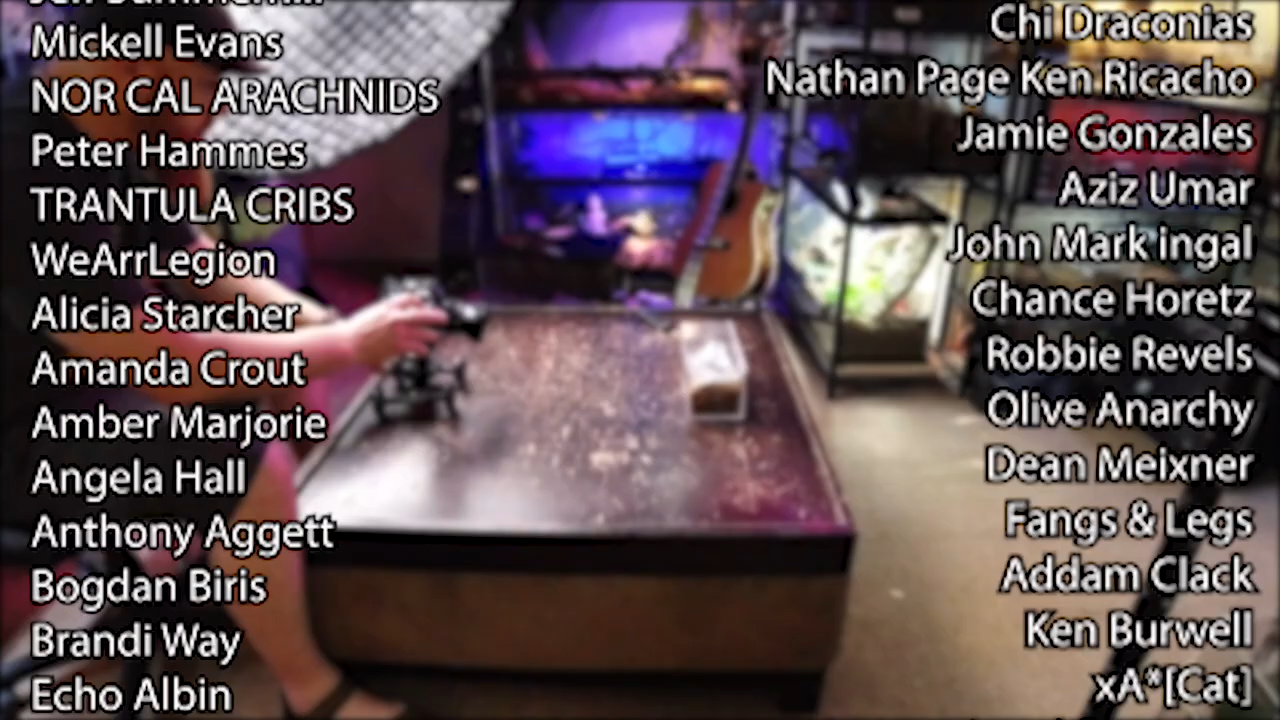 Mickell Evans
NOR CAL ARACHNIDS
Peter Hammes
TRANTULA CRIBS
WeArrLegion
Alicia Starcher
Amanda Crout
Amber Marjorie
Angela Hall
Anthony Aggett
Bogdan Biris
Brandi Way
Echo Albin
Chi Draconias
Nathan Page Ken Ricacho
Jamie Gonzales
Aziz Umar
John Mark ingal
Chance Horetz
Robbie Revels
Olive Anarchy
Dean Meixner
Fangs & Legs
Addam Clack
Ken Burwell
xA*[Cat]